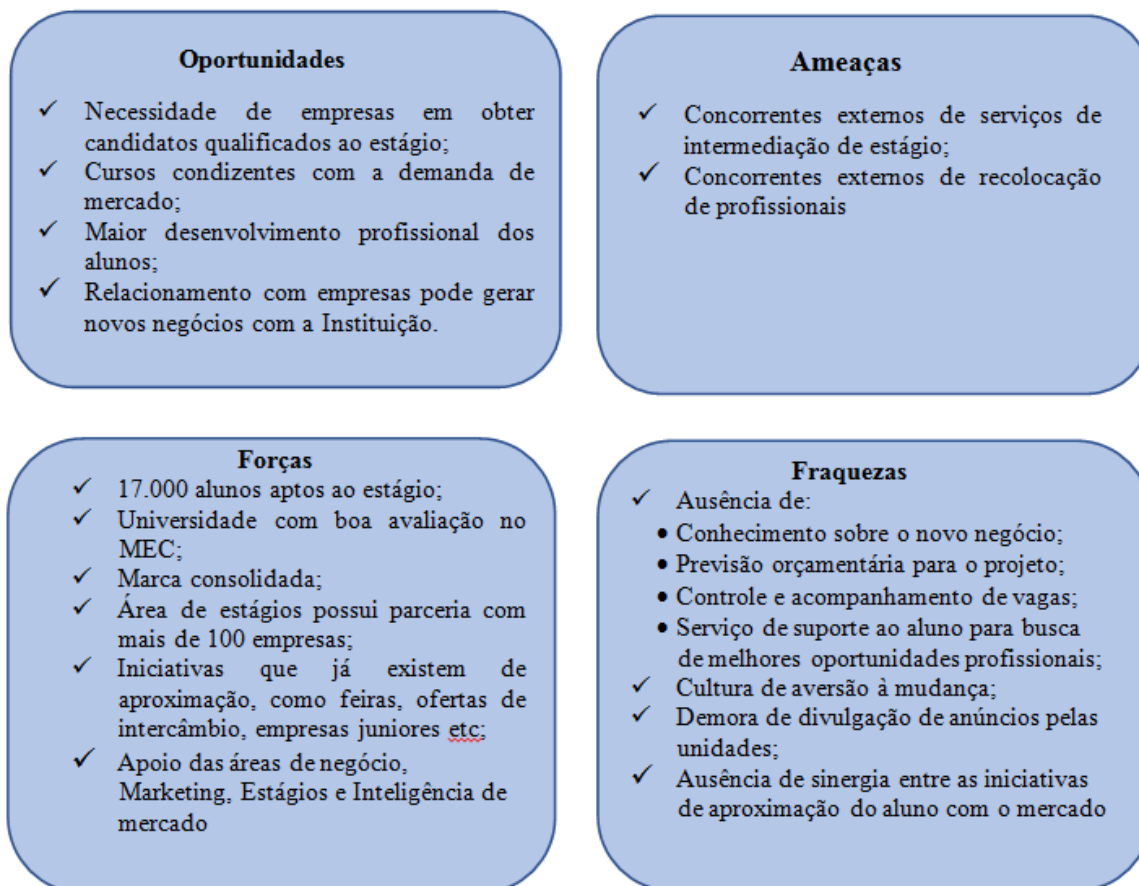 Oportunidades
✓ Necessidade de empresas em obter
candidatos qualificados ao estágio;
✓ Cursos condizentes com a demanda de
mercado;
✓ Maior desenvolvimento profissional dos
alunos;
✓ Relacionamento com empresas pode gerar
novos negócios com a Instituição.
Ameaças
✓ Concorrentes externos de serviços de
intermediação de estágio;
✓ Concorrentes externos de recolocação
de profissionais
Forças
✓ 17.000 alunos aptos ao estágio;
✓ Universidade com boa avaliação no
MEC;
✓ Marca consolidada;
✓ Área de estágios possui parceria com
mais de 100 empresas;
✓ Iniciativas que já existem de
aproximação, como feiras, ofertas de
intercâmbio, empresas juniores etc;
✓ Apoio das áreas de negócio,
Marketing, Estágios e Inteligência de
mercado
Fraquezas
✓ Ausência de:
• Conhecimento sobre o novo negócio;
• Previsão orçamentária para o projeto;
• Controle e acompanhamento de vagas;
• Serviço de suporte ao aluno para busca
de melhores oportunidades profissionais;
✓ Cultura de aversão à mudança;
✓ Demora de divulgação de anúncios pelas
unidades;
✓ Ausência de sinergia entre as iniciativas
de aproximação do aluno com o mercado